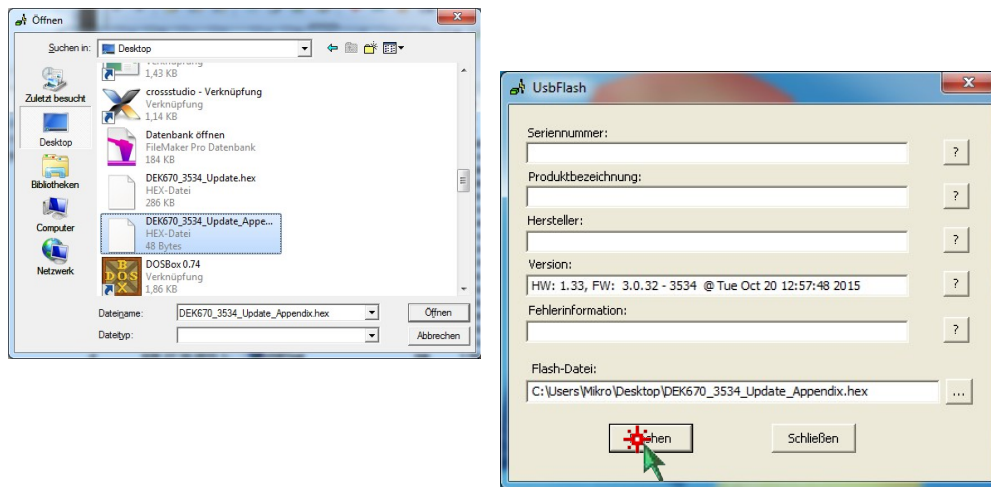 Öffnen
Suchen in:
Desktop
1,43 KB
Zuletzt besucht
Desktop
Bibliotheken
Computer
Netzwerk
crossstudio - Verknüpfung
Verknüpfung
1,14 KB
Datenbank öffnen
FileMaker Pro Datenbank
184 KB
DEK670_3534_Update.hex
HEX-Datei
286 KB
DEK670_3534_Update_Appe...
HEX-Datei
48 Bytes
DOSBox 0.74
Verknüpfung
1,86 KB
Dateiname:
DEK670_3534_Update_Appendix.hex
Öffnen
Dateityp:
Abbrechen
UsbFlash
Seriennummer:
?
Produktbezeichnung:
?
Hersteller:
?
Version:
HW: 1.33, FW: 3.0.32 - 3534 @ Tue Oct 20 12:57:48 2015
?
Fehlerinformation:
?
Flash-Datei:
C:\Users\Mikro\Desktop\DEK670_3534_Update_Appendix.hex
...
Schließen